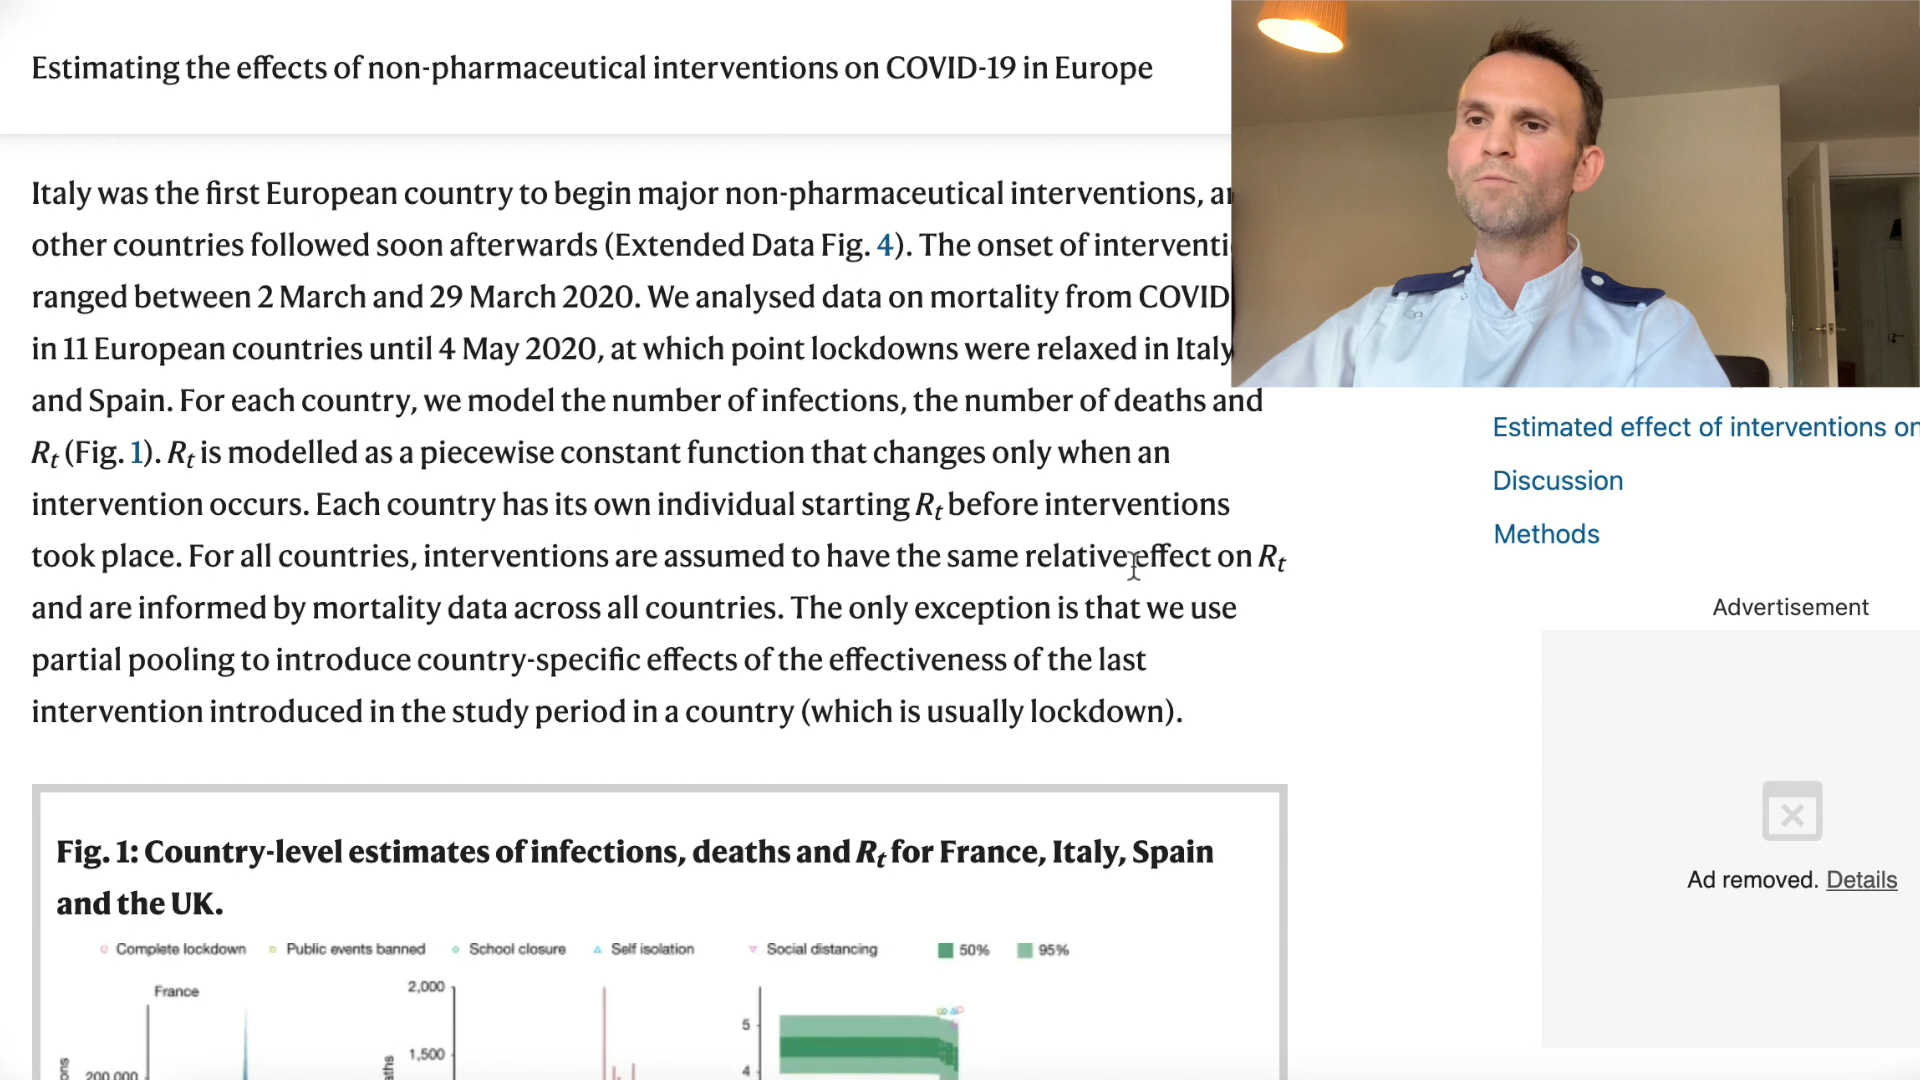 Estimating the effects of non-pharmaceutical interventions on COVID-19 in Europe
Italy was the first European country to begin major non-pharmaceutical interventions,
other countries followed soon afterwards (Extended Data Fig. 4). The onset of
ranged between 2 March and 29 March 2020. We analysed data on mortality from COVID
in 11 European countries until 4 May 2020, at which point lockdowns were relaxed in Italy
and Spain. For each country, we model the number of infections, the number of deaths and
Rt (Fig. 1). Rt is modelled as a piecewise constant function that changes only when an
intervention occurs. Each country has its own individual starting Rt before interventions
took place. For all countries, interventions are assumed to have the same relative effect on Rt
and are informed by mortality data across all countries. The only exception is that we use
partial pooling to introduce country-specific effects of the effectiveness of the last
intervention introduced in the study period in a country (which is usually lockdown).
Fig. 1: Country-level estimates of infections, deaths and Rt for France, Italy, Spain
and the UK.
Complete lockdown Public events banned School closure Self isolation Social distancing 50% 95%
France
2,000
1,500
200,000
5
4
Estimated effect of interventions on
Discussion
Methods
Advertisement
Ad removed. Details